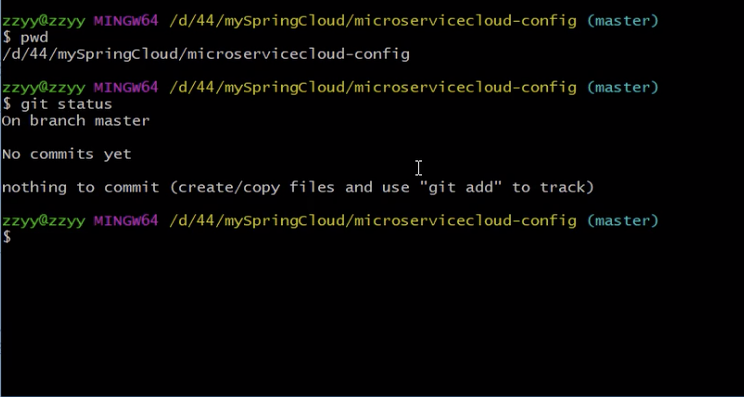 zzyy@zzyy MINGW64 /d/44/mySpringCloud/microservicecloud-config (master)
$ pwd
/d/44/mySpringCloud/microservicecloud-config
zzyy@zzyy MINGW64 /d/44/mySpringCloud/microservicecloud-config (master)
$ git status
On branch master
No commits yet
nothing to commit (create/copy files and use "git add" to track)
zzyy@zzyy MINGW64 /d/44/mySpringCloud/microservicecloud-config (master)
$